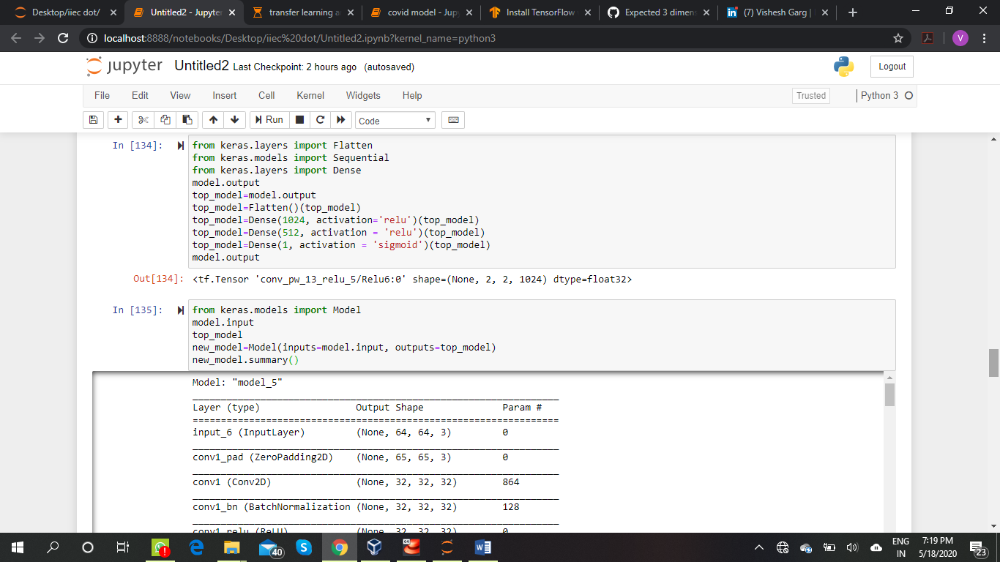 Desktop/iiec dot/
Untitled2 - Jupyter
transfer learning a
covid model - Jup
Install TensorFlow
Expected 3 dimen
(7) Vishesh Garg |
localhost:8888/notebooks/Desktop/iiec%20dot/Untitled2.ipynb?kernel_name=python3
V
jupyter Untitled2 Last Checkpoint: 2 hours ago (autosaved)
Logout
File Edit View Insert Cell Kernel Widgets Help
Trusted
Python 3
Run
Code
In [134]:
from keras.layers import Flatten
from keras.models import Sequential
from keras.layers import Dense
model.output
top_model=model.output
top_model=Flatten()(top_model)
top_model=Dense(1024, activation='relu')(top_model)
top_model=Dense(512, activation = 'relu')(top_model)
top_model=Dense(1, activation = 'sigmoid')(top_model)
model.output
Out[134]: <tf.Tensor 'conv_pw_13_relu_5/Relu6:0' shape=(None, 2, 2, 1024) dtype=float32>
In [135]:
from keras.models import Model
model.input
top_model
new_model=Model(inputs=model.input, outputs=top_model)
new_model.summary()
Model: "model_5"
Layer (type) Output Shape Param #
input_6 (InputLayer) (None, 64, 64, 3) 0
conv1_pad (ZeroPadding2D) (None, 65, 65, 3) 0
conv1 (Conv2D) (None, 32, 32, 32) 864
conv1_bn (BatchNormalization (None, 32, 32, 32) 128
conv1_relu (ReLU) (None, 32, 32, 32) 0
40
64
ENG
IN
7:19 PM
5/18/2020
23